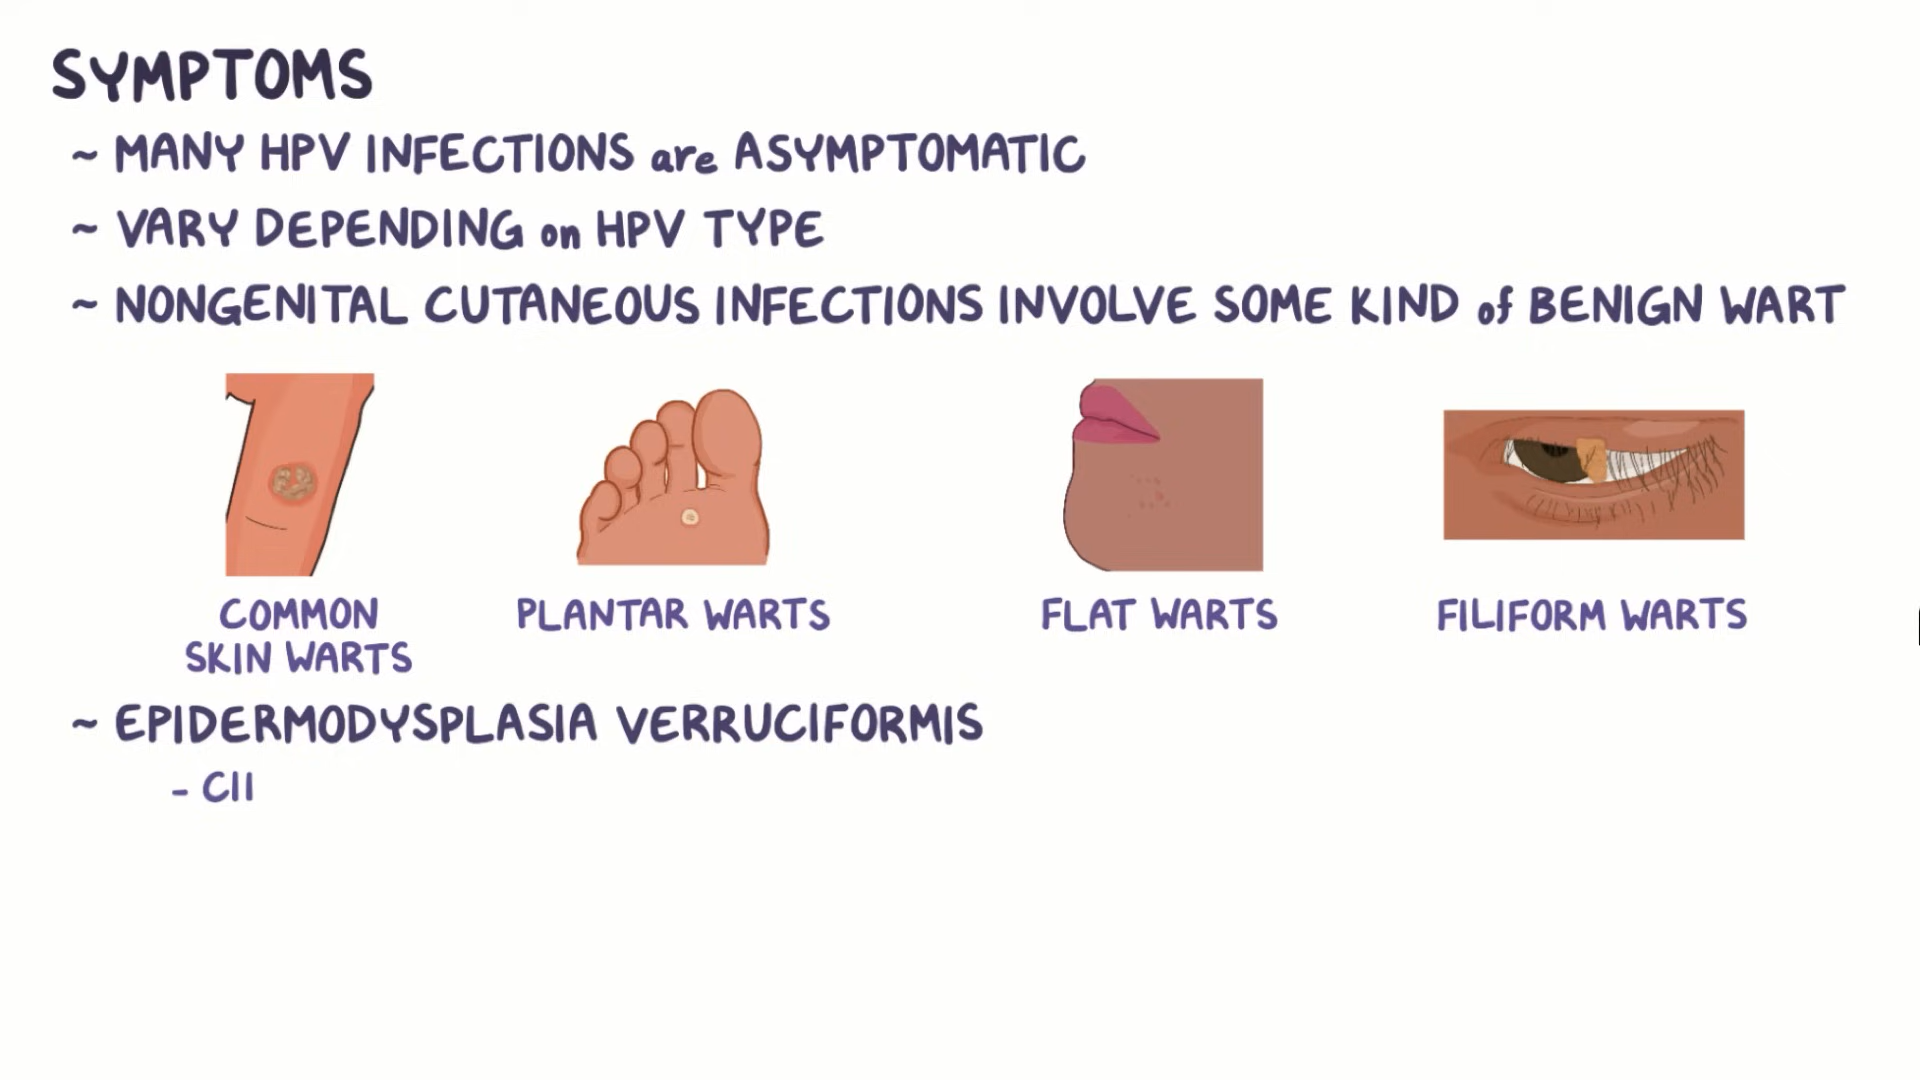 SYMPTOMS
~ MANY HPV INFECTIONS are ASYMPTOMATIC
~ VARY DEPENDING on HPV TYPE
~ NONGENITAL CUTANEOUS INFECTIONS INVOLVE SOME KIND of BENIGN WART
COMMON SKIN WARTS
PLANTAR WARTS
FLAT WARTS
FILIFORM WARTS
~ EPIDERMODYSPLASIA VERRUCIFORMIS